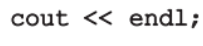 cout << endl;